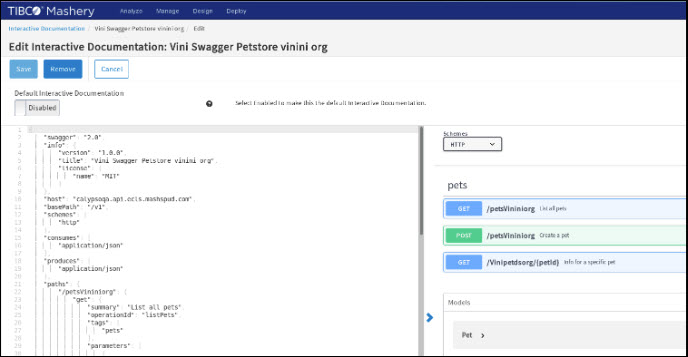 TIBCO Mashery Analyze Manage Design Deploy
Interactive Documentation / Vini Swagger Petstore vinini org / Edit
Edit Interactive Documentation: Vini Swagger Petstore vinini org
Save Remove Cancel
Default Interactive Documentation
Disabled
Select Enabled to make this the default Interactive Documentation.
1 {
2 "swagger": "2.0",
3 "info": {
4 "version": "1.0.0",
5 "title": "Vini Swagger Petstore vinini org",
6 "license": {
7 "name": "MIT"
8 }
9 },
10 "host": "calypsoqa.api.ocis.mashspud.com",
11 "basePath": "/v1",
12 "schemes": [
13 "http"
14 ],
15 "consumes": [
16 "application/json"
17 ],
18 "produces": [
19 "application/json"
20 ],
21 "paths": {
22 "/petsVininiorg": {
23 "get": {
24 "summary": "List all pets",
25 "operationId": "listPets",
26 "tags": [
27 "pets"
28 ],
29 "parameters": [
30 {
Schemes
HTTP
pets
GET /petsVininiorg List all pets
POST /petsVininiorg Create a pet
GET /Vinipetdsorg/{petId} Info for a specific pet
Models
Pet